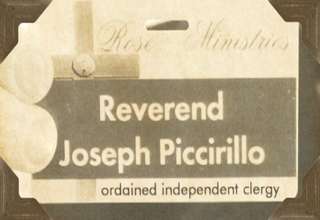 Rose Ministries
Reverend
Joseph Piccirillo
ordained independent clergy